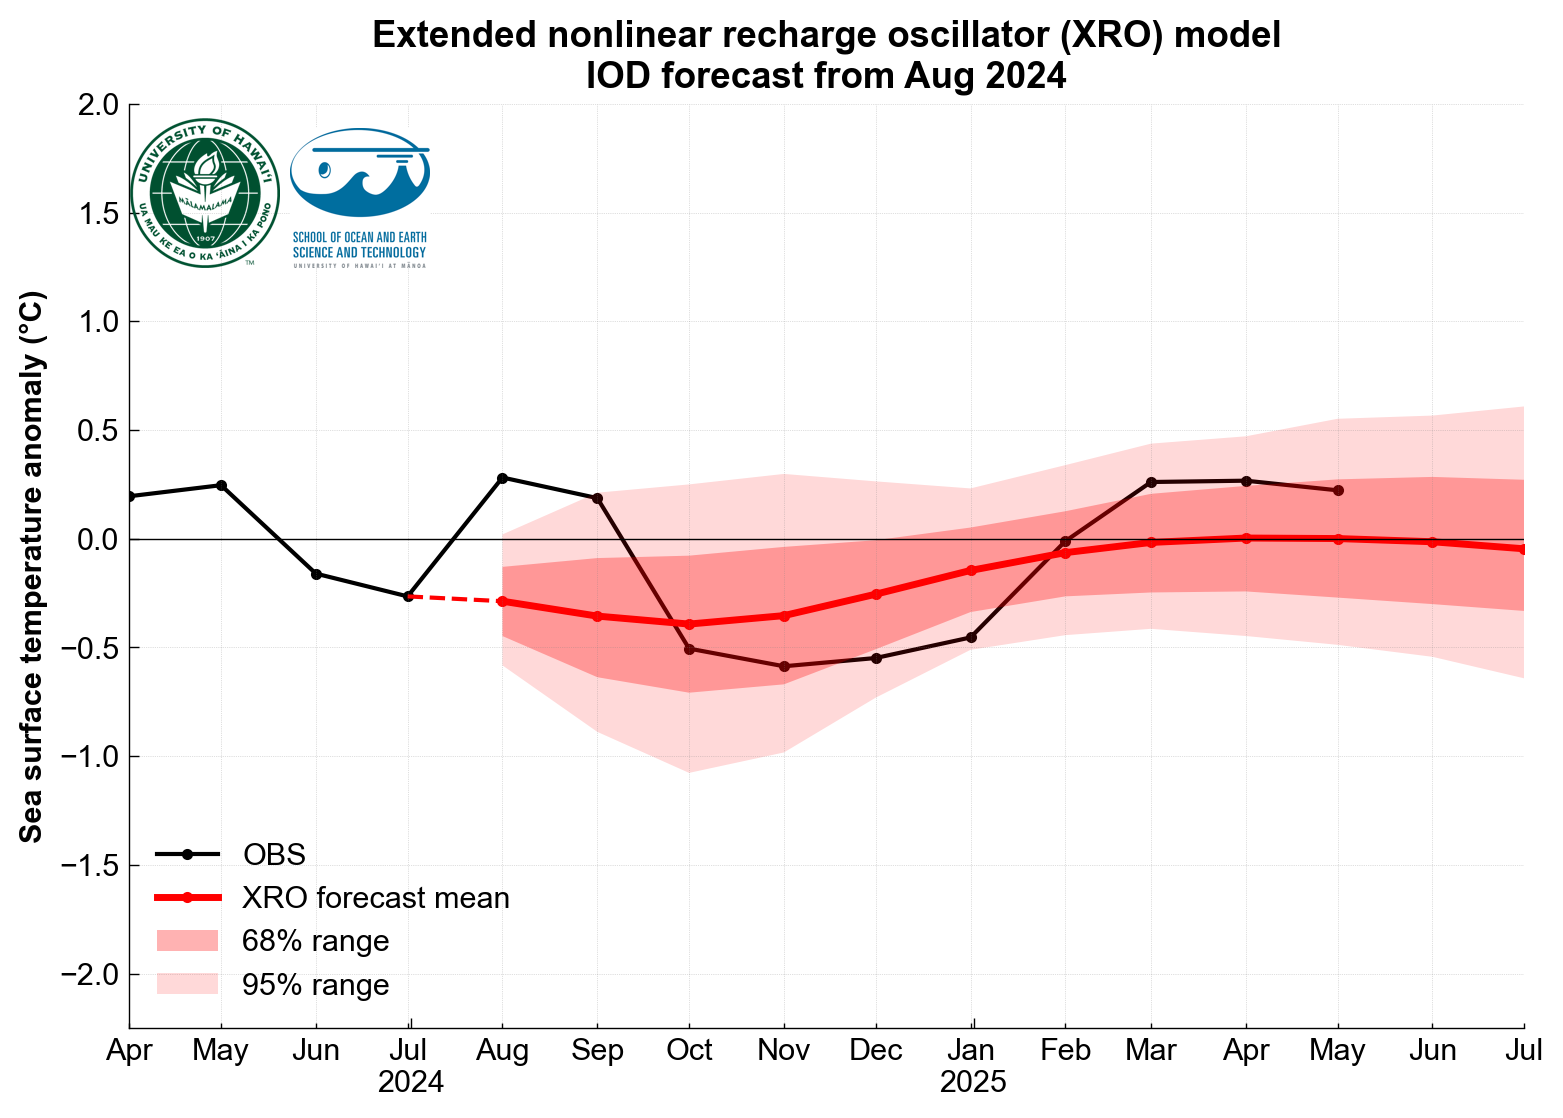 Extended nonlinear recharge oscillator (XRO) model
IOD forecast from Aug 2024
UNIVERSITY OF HAWAIʻI
MĀLAMALAMA
1907
UA MAU KE EA O KA ʻĀINA I KA PONO
TM
SCHOOL OF OCEAN AND EARTH
SCIENCE AND TECHNOLOGY
UNIVERSITY OF HAWAIʻI AT MĀNOA
Sea surface temperature anomaly (°C)
2.0
1.5
1.0
0.5
0.0
−0.5
−1.0
−1.5
−2.0
OBS
XRO forecast mean
68% range
95% range
Apr May Jun Jul Aug Sep Oct Nov Dec Jan Feb Mar Apr May Jun Jul
2024 2025